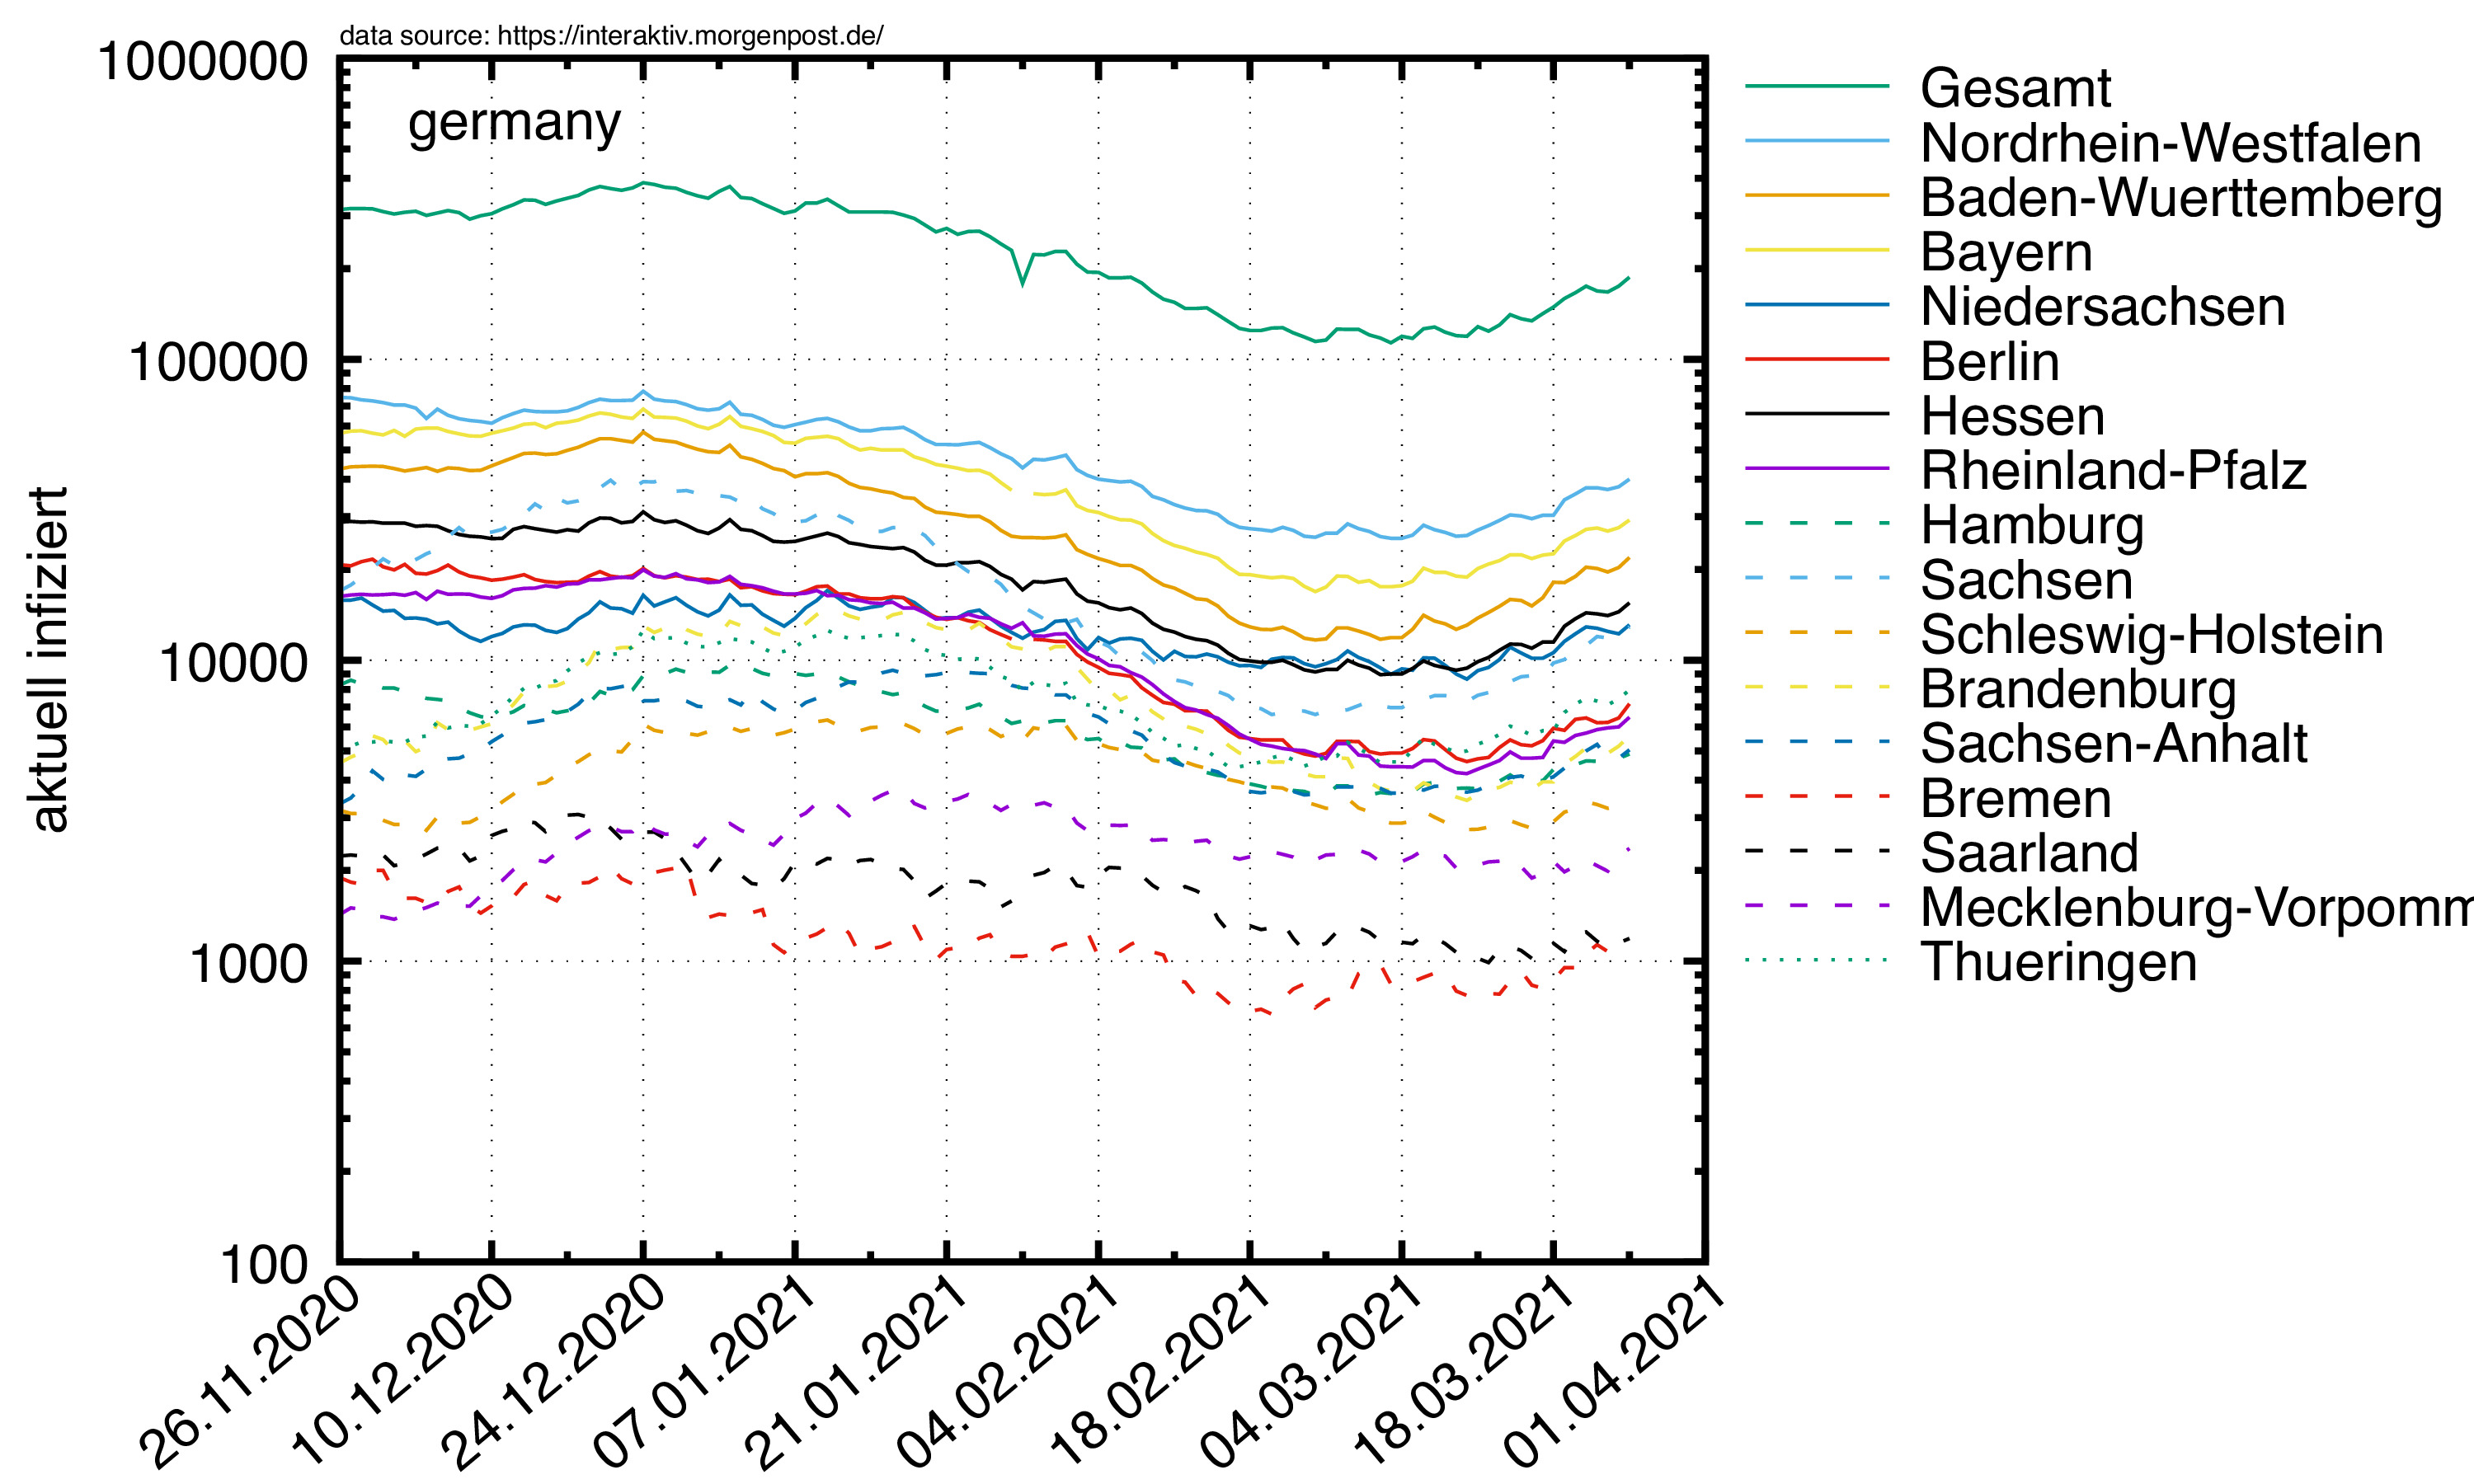 data source: https://interaktiv.morgenpost.de/
germany
aktuell infiziert
1000000
100000
10000
1000
100
26.11.2020
10.12.2020
24.12.2020
07.01.2021
21.01.2021
04.02.2021
18.02.2021
04.03.2021
18.03.2021
01.04.2021
Gesamt
Nordrhein-Westfalen
Baden-Wuerttemberg
Bayern
Niedersachsen
Berlin
Hessen
Rheinland-Pfalz
Hamburg
Sachsen
Schleswig-Holstein
Brandenburg
Sachsen-Anhalt
Bremen
Saarland
Mecklenburg-Vorpomm
Thueringen